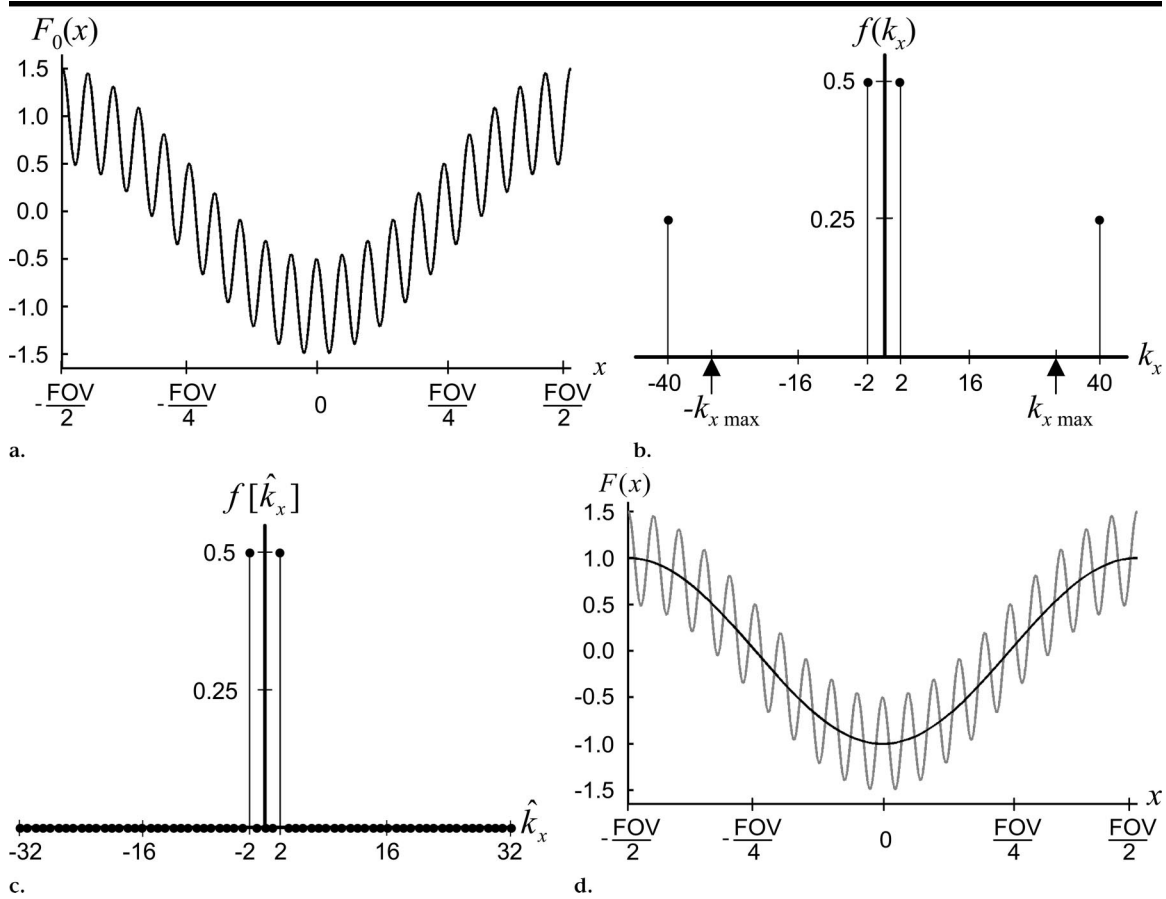 F₀(x)
1.5
1.0
0.5
0.0
-0.5
-1.0
-1.5
x
-FOV/2
-FOV/4
0
FOV/4
FOV/2
a.
f(kₓ)
0.5
0.25
-40 -16 -2 2 16 40
kₓ
-kₓ max
kₓ max
b.
f[k̂ₓ]
0.5
0.25
-32 -16 -2 2 16 32
k̂ₓ
c.
F(x)
1.5
1.0
0.5
0.0
-0.5
-1.0
-1.5
x
-FOV/2
-FOV/4
0
FOV/4
FOV/2
d.